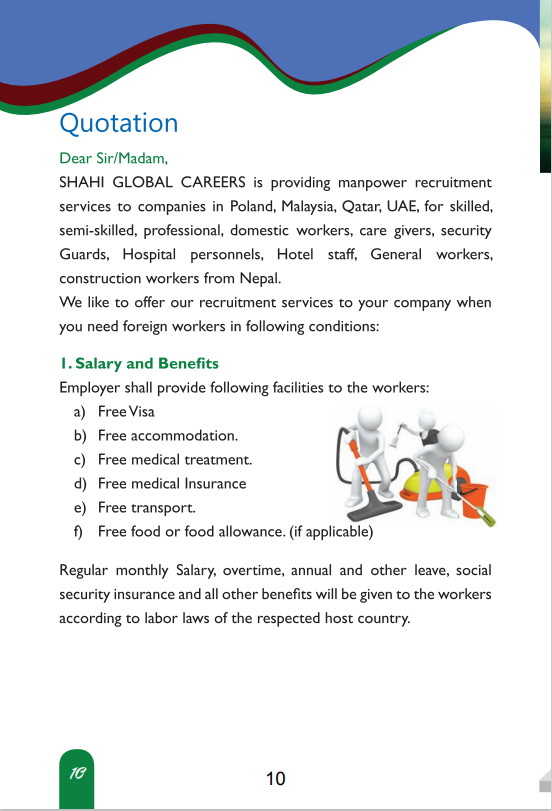 Quotation
Dear Sir/Madam,
SHAHI GLOBAL CAREERS is providing manpower recruitment
services to companies in Poland, Malaysia, Qatar, UAE, for skilled,
semi-skilled, professional, domestic workers, care givers, security
Guards, Hospital personnels, Hotel staff, General workers,
construction workers from Nepal.
We like to offer our recruitment services to your company when
you need foreign workers in following conditions:
1. Salary and Benefits
Employer shall provide following facilities to the workers:
a) Free Visa
b) Free accommodation.
c) Free medical treatment.
d) Free medical Insurance
e) Free transport.
f) Free food or food allowance. (if applicable)
Regular monthly Salary, overtime, annual and other leave, social
security insurance and all other benefits will be given to the workers
according to labor laws of the respected host country.
10